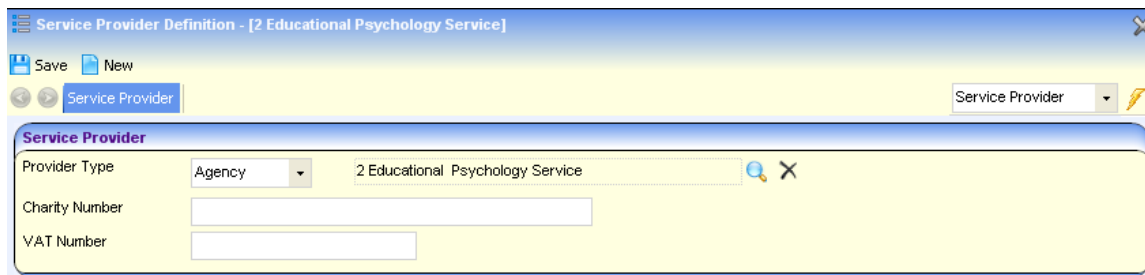 Service Provider Definition - [2 Educational Psychology Service]
Save New
Service Provider Service Provider
Service Provider
Provider Type Agency 2 Educational Psychology Service
Charity Number
VAT Number